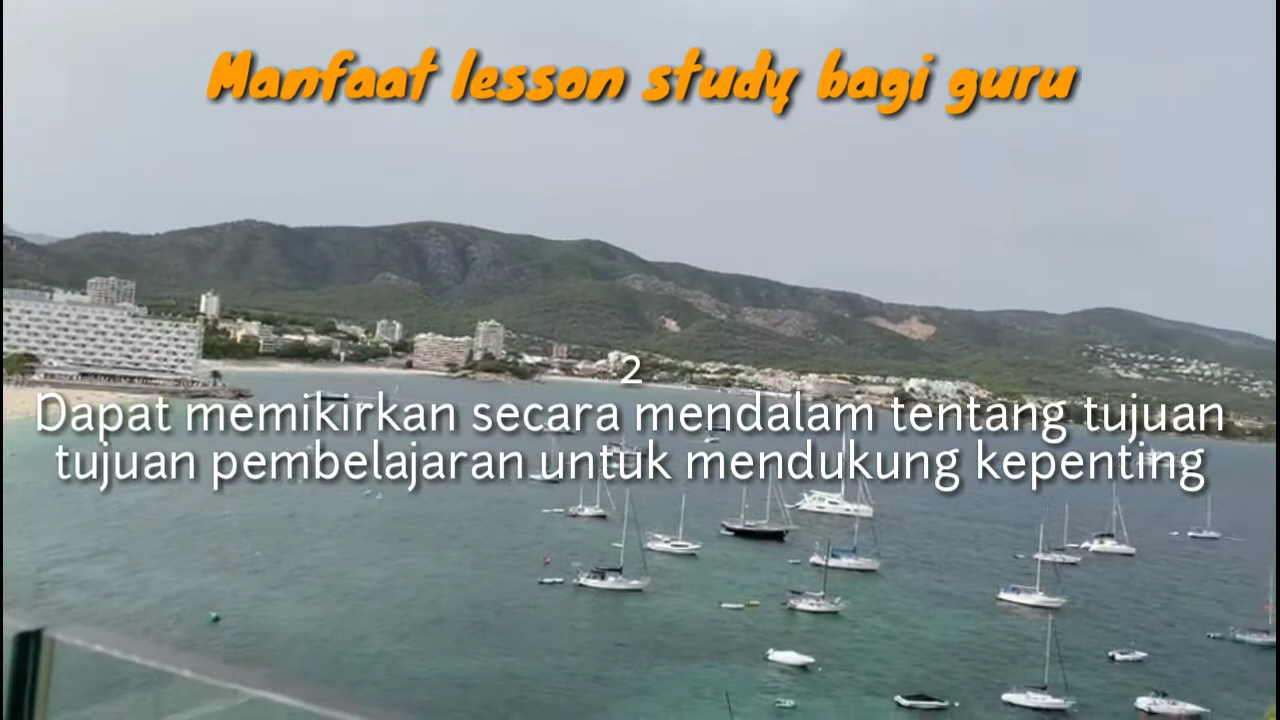 Manfaat lesson study bagi guru
2
Dapat memikirkan secara mendalam tentang tujuan
tujuan pembelajaran untuk mendukung kepenting